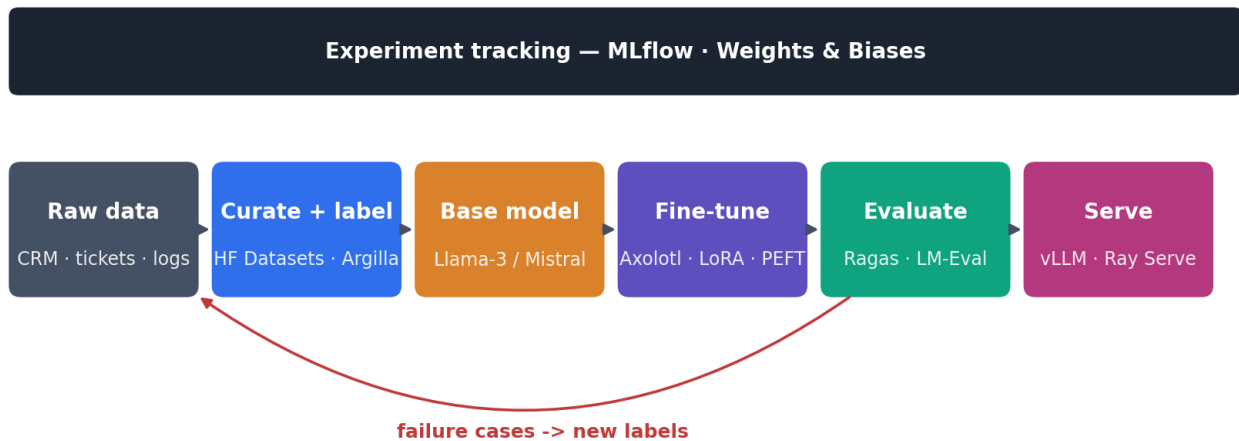 Experiment tracking — MLflow · Weights & Biases
Raw data
CRM · tickets · logs
Curate + label
HF Datasets · Argilla
Base model
Llama-3 / Mistral
Fine-tune
Axolotl · LoRA · PEFT
Evaluate
Ragas · LM-Eval
Serve
vLLM · Ray Serve
failure cases -> new labels